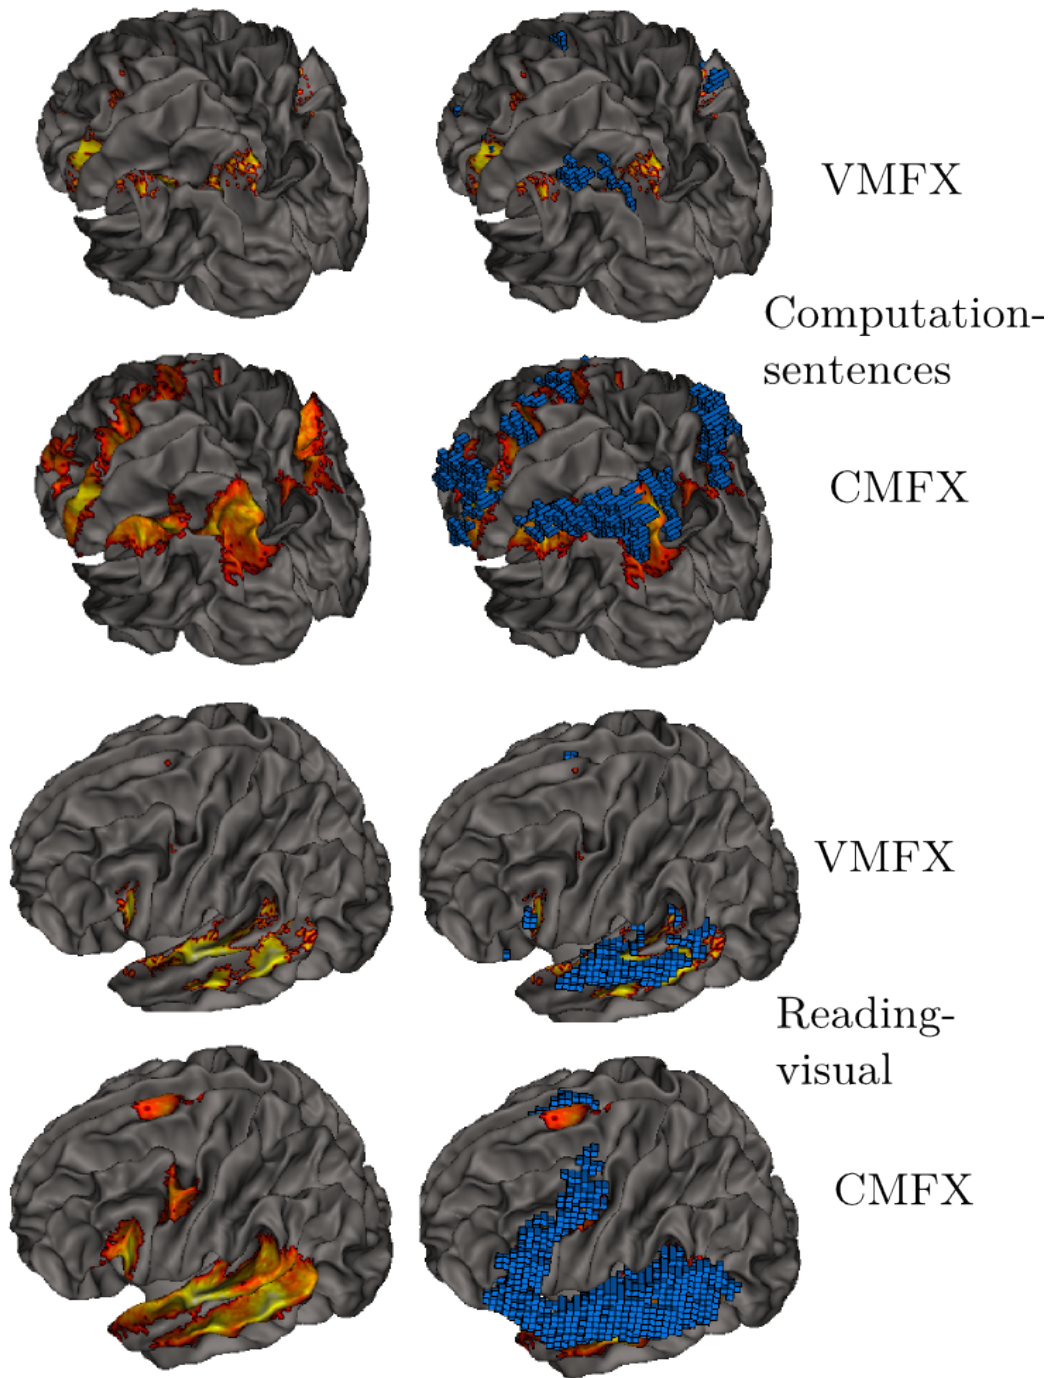 VMFX
Computation-
sentences
CMFX
VMFX
Reading-
visual
CMFX